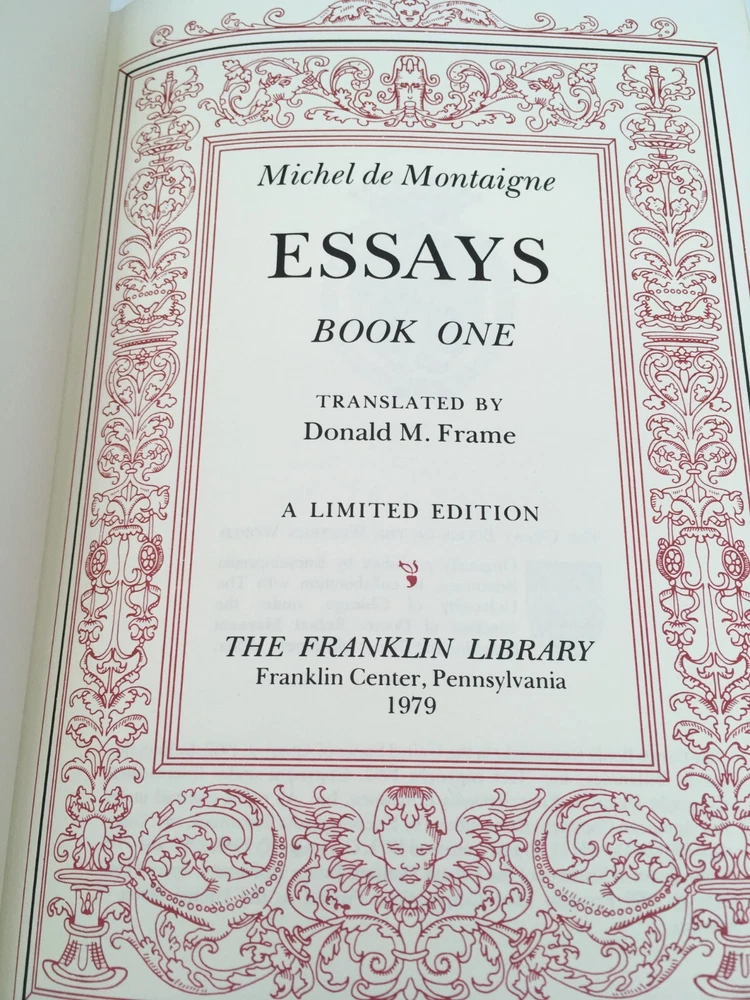 Michel de Montaigne
ESSAYS
BOOK ONE
TRANSLATED BY
Donald M. Frame
A LIMITED EDITION
THE FRANKLIN LIBRARY
Franklin Center, Pennsylvania
1979